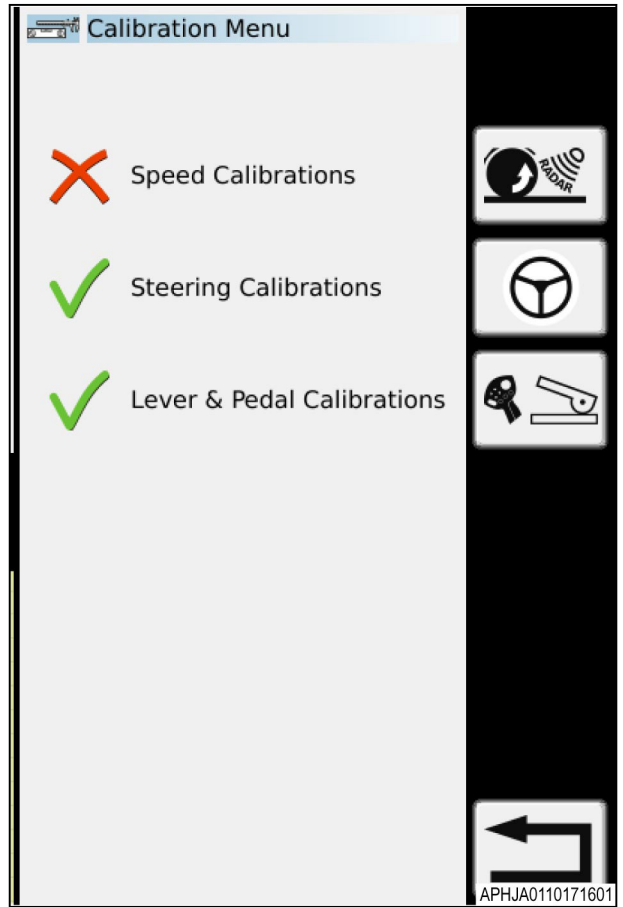 Calibration Menu
Speed Calibrations
RADAR
Steering Calibrations
Lever & Pedal Calibrations
APHJA0110171601